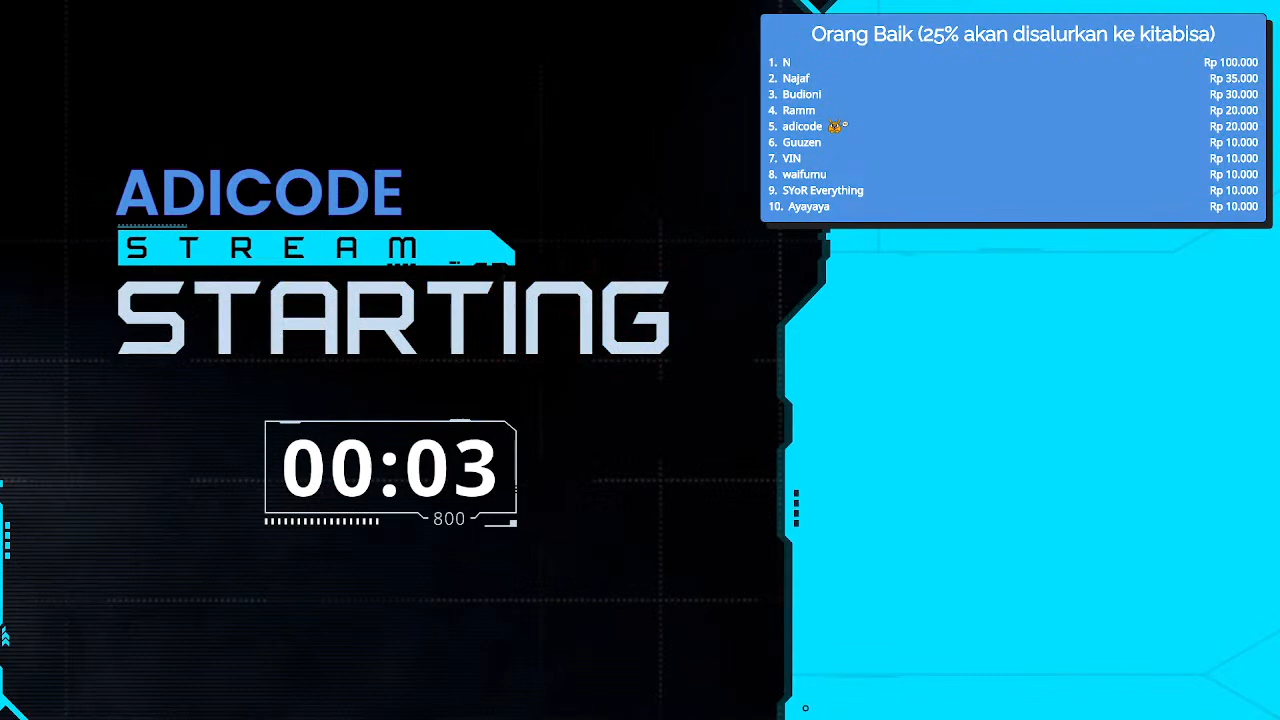 Orang Baik (25% akan disalurkan ke kitabisa)
1. N Rp 100.000
2. Najaf Rp 35.000
3. Budioni Rp 30.000
4. Ramm Rp 20.000
5. adicode Rp 20.000
6. Guuzen Rp 10.000
7. VIN Rp 10.000
8. waifumu Rp 10.000
9. SYoR Everything Rp 10.000
10. Ayayaya Rp 10.000
ADICODE
STREAM
STARTING
00:03
800